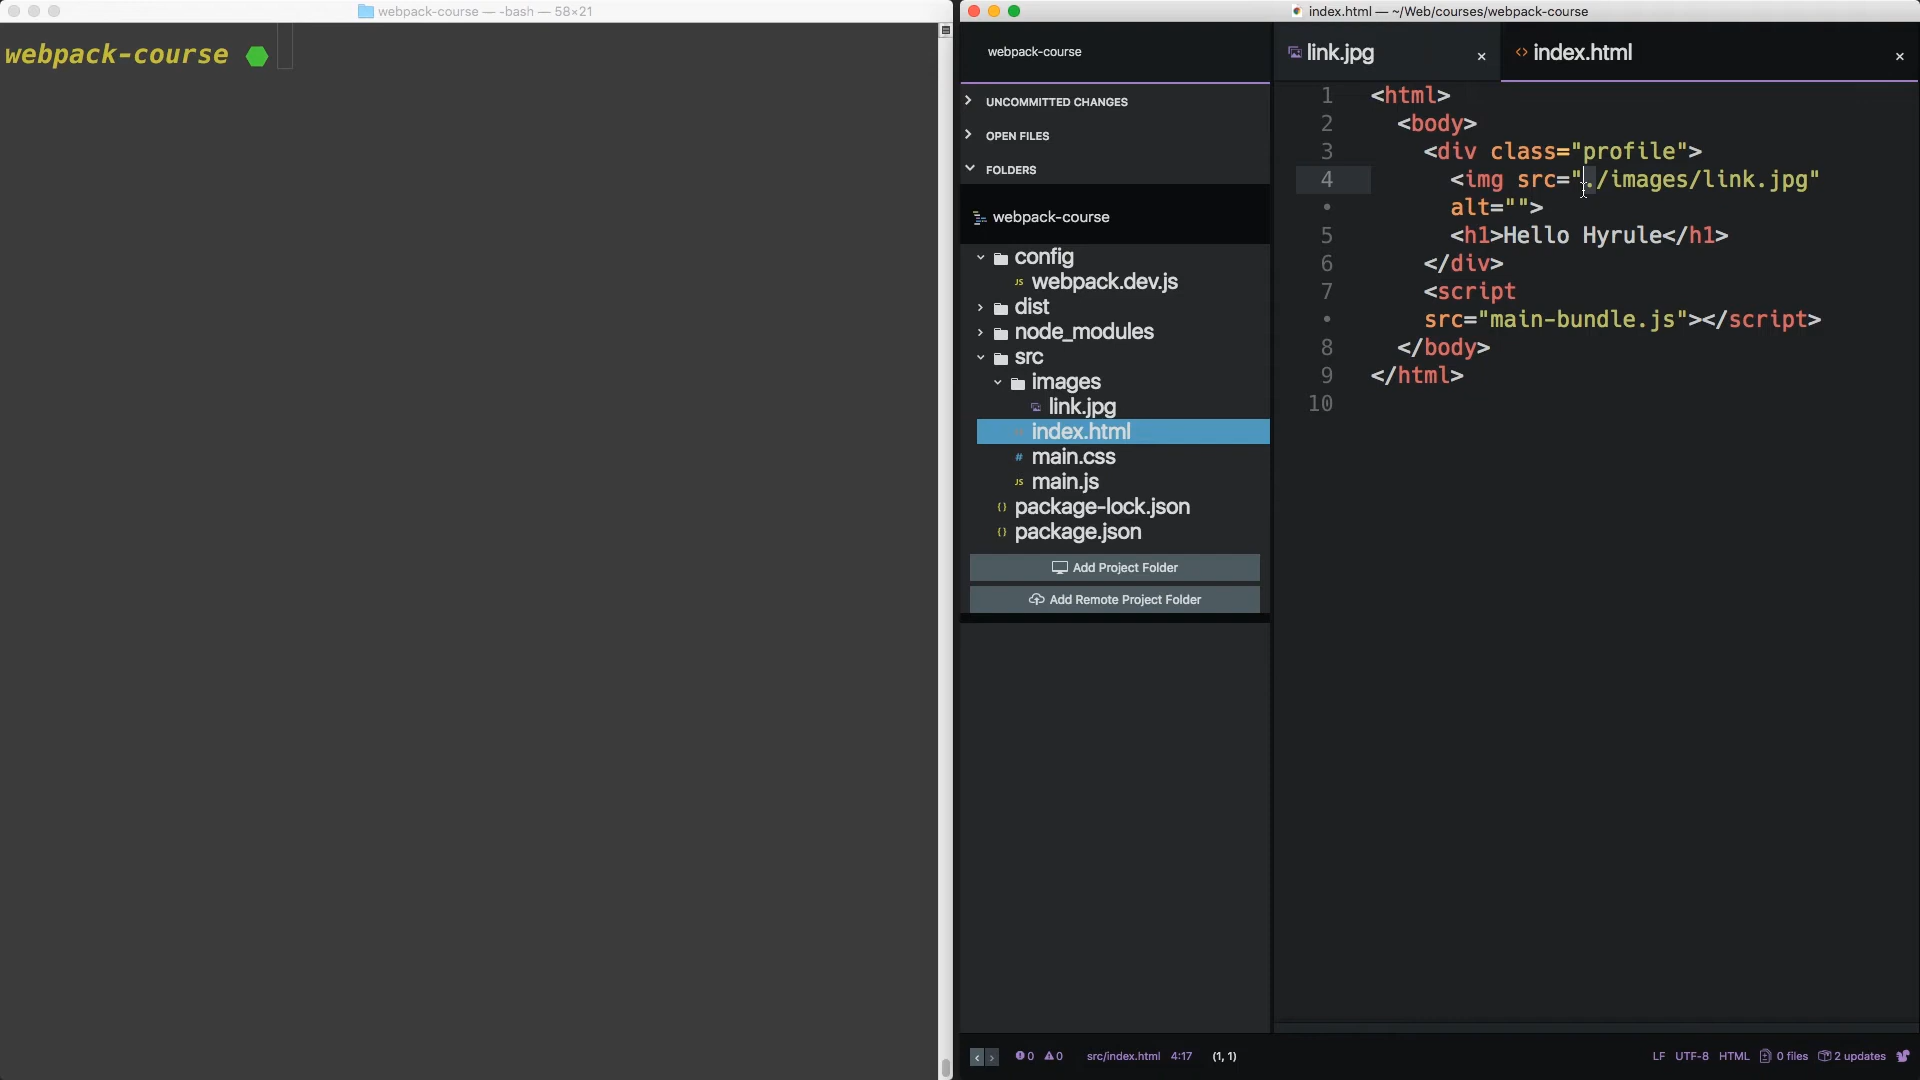 webpack-course — -bash — 58×21
webpack-course
index.html — ~/Web/courses/webpack-course
webpack-course
UNCOMMITTED CHANGES
OPEN FILES
FOLDERS
webpack-course
config
JS webpack.dev.js
dist
node_modules
src
images
link.jpg
<> index.html
# main.css
JS main.js
{} package-lock.json
{} package.json
Add Project Folder
Add Remote Project Folder
link.jpg ×
<> index.html ×
1 <html>
2 <body>
3 <div class="profile">
4 <img src="./images/link.jpg"
• alt="">
5 <h1>Hello Hyrule</h1>
6 </div>
7 <script
• src="main-bundle.js"></script>
8 </body>
9 </html>
10
< > 0 0 src/index.html 4:17 (1, 1) LF UTF-8 HTML 0 files 2 updates